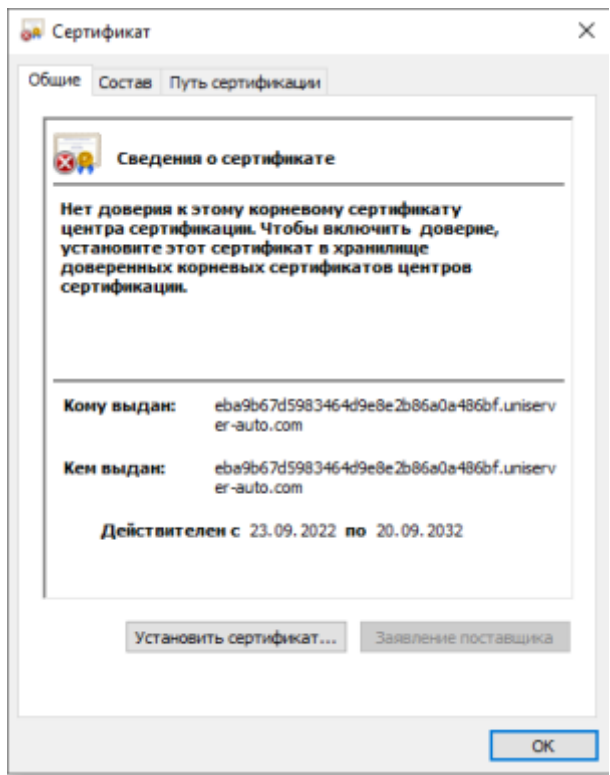 Сертификат
Общие Состав Путь сертификации
Сведения о сертификате
Нет доверия к этому корневому сертификату
центра сертификации. Чтобы включить доверие,
установите этот сертификат в хранилище
доверенных корневых сертификатов центров
сертификации.
Кому выдан: eba9b67d5983464d9e8e2b86a0a486bf.uniserv
er-auto.com
Кем выдан: eba9b67d5983464d9e8e2b86a0a486bf.uniserv
er-auto.com
Действителен с 23.09.2022 по 20.09.2032
Установить сертификат... Заявление поставщика
ОК